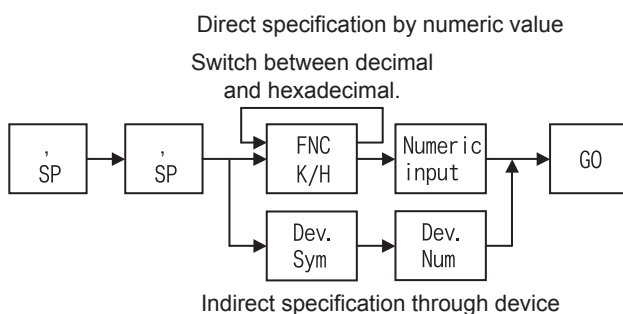 Direct specification by numeric value
Switch between decimal
and hexadecimal.
,
SP
,
SP
FNC
K/H
Numeric
input
GO
Dev.
Sym
Dev.
Num
Indirect specification through device